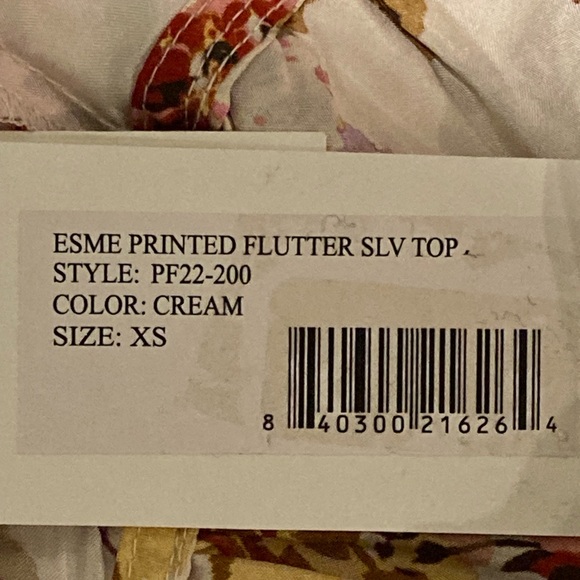 ESME PRINTED FLUTTER SLV TOP
STYLE: PF22-200
COLOR: CREAM
SIZE: XS
8 40300 21626 4